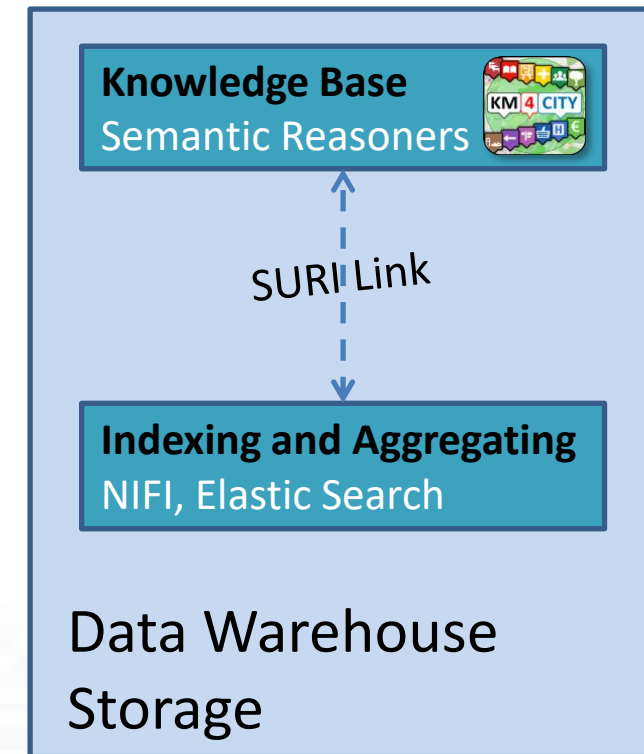 Knowledge Base
Semantic Reasoners
KM 4 CITY
SURI Link
Indexing and Aggregating
NIFI, Elastic Search
Data Warehouse
Storage